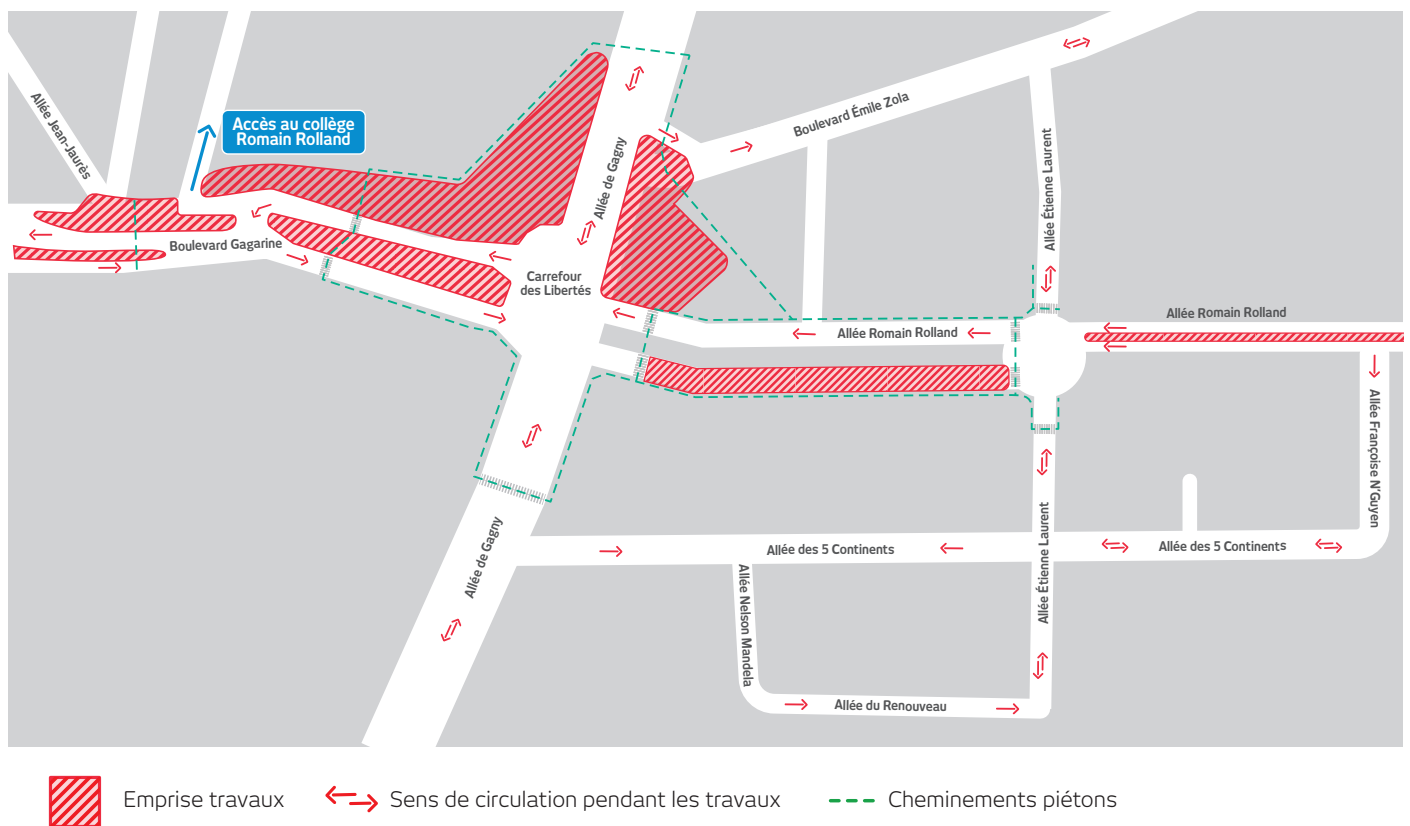 Allée Jean-Jaurès
Accès au collège
Romain Rolland
Boulevard Gagarine
Allée de Gagny
Boulevard Émile Zola
Allée Étienne Laurent
Carrefour
des Libertés
Allée Romain Rolland
Allée Romain Rolland
Allée Françoise N'Guyen
Allée de Gagny
Allée des 5 Continents
Allée Étienne Laurent
Allée des 5 Continents
Allée Nelson Mandela
Allée du Renouveau
Emprise travaux
Sens de circulation pendant les travaux
Cheminements piétons